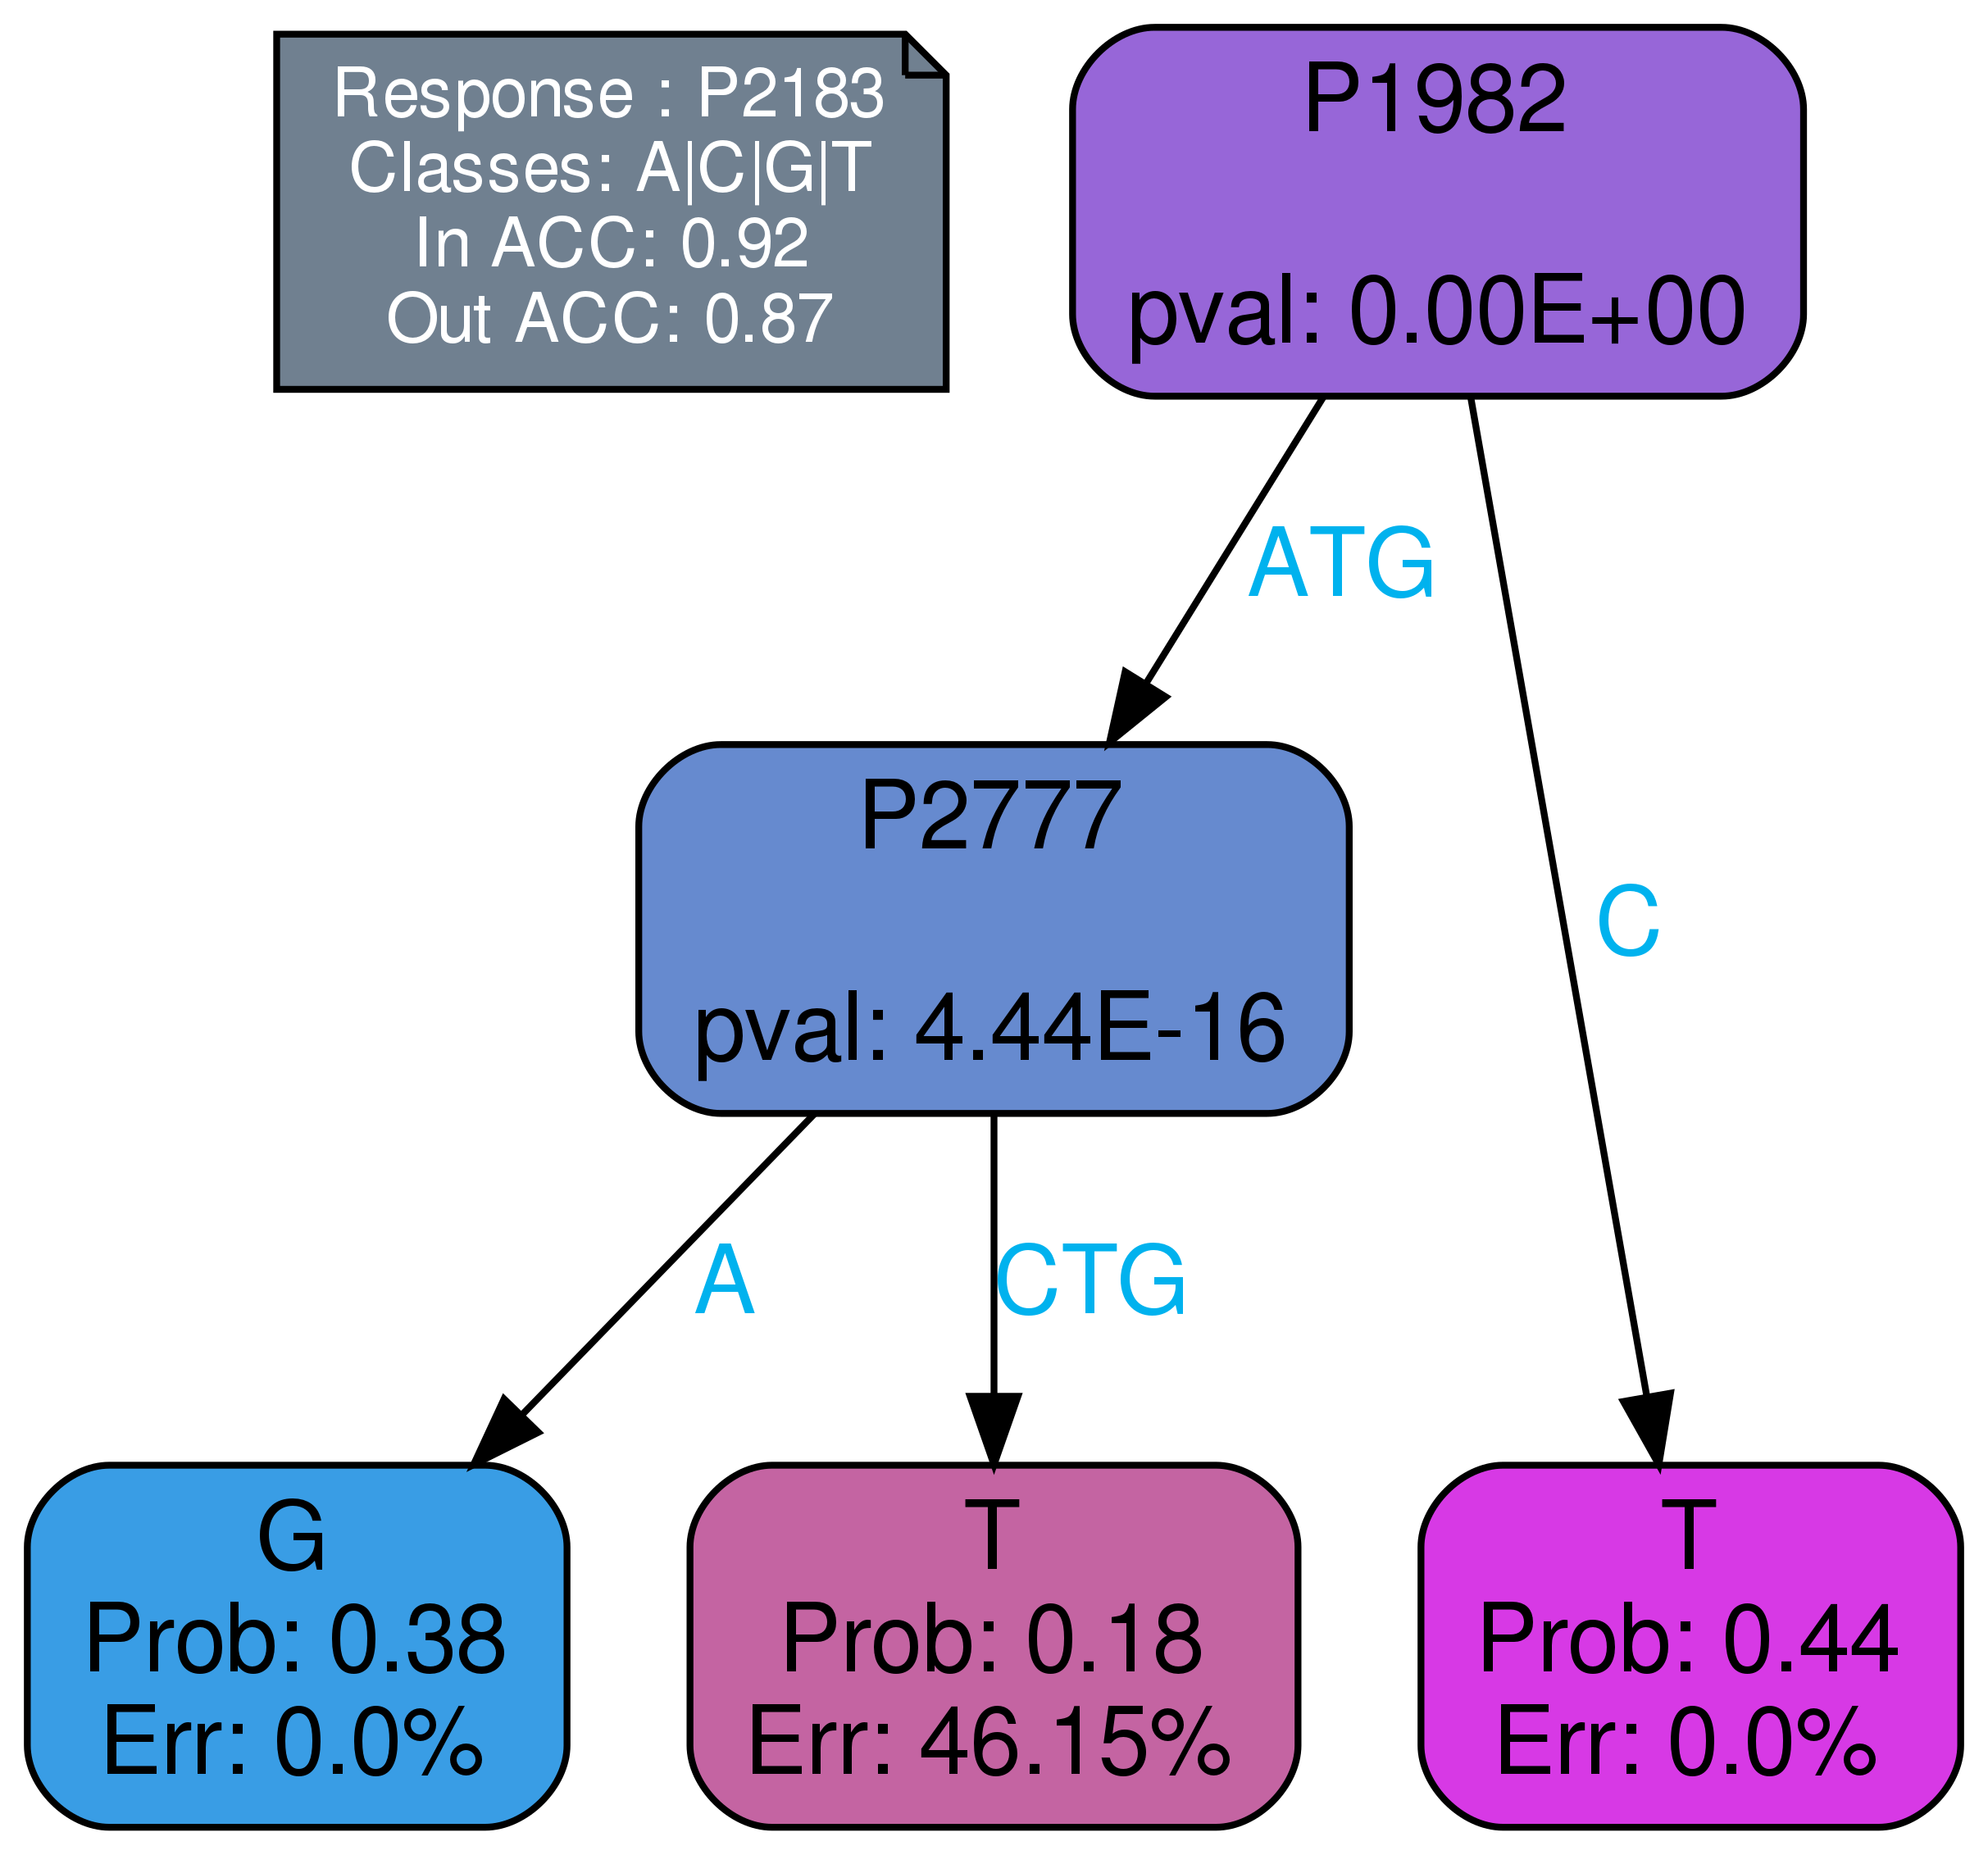 Response : P2183
Classes: A|C|G|T
In ACC: 0.92
Out ACC: 0.87
P1982
pval: 0.00E+00
ATG
P2777
pval: 4.44E-16
C
A
CTG
G
Prob: 0.38
Err: 0.0%
T
Prob: 0.18
Err: 46.15%
T
Prob: 0.44
Err: 0.0%